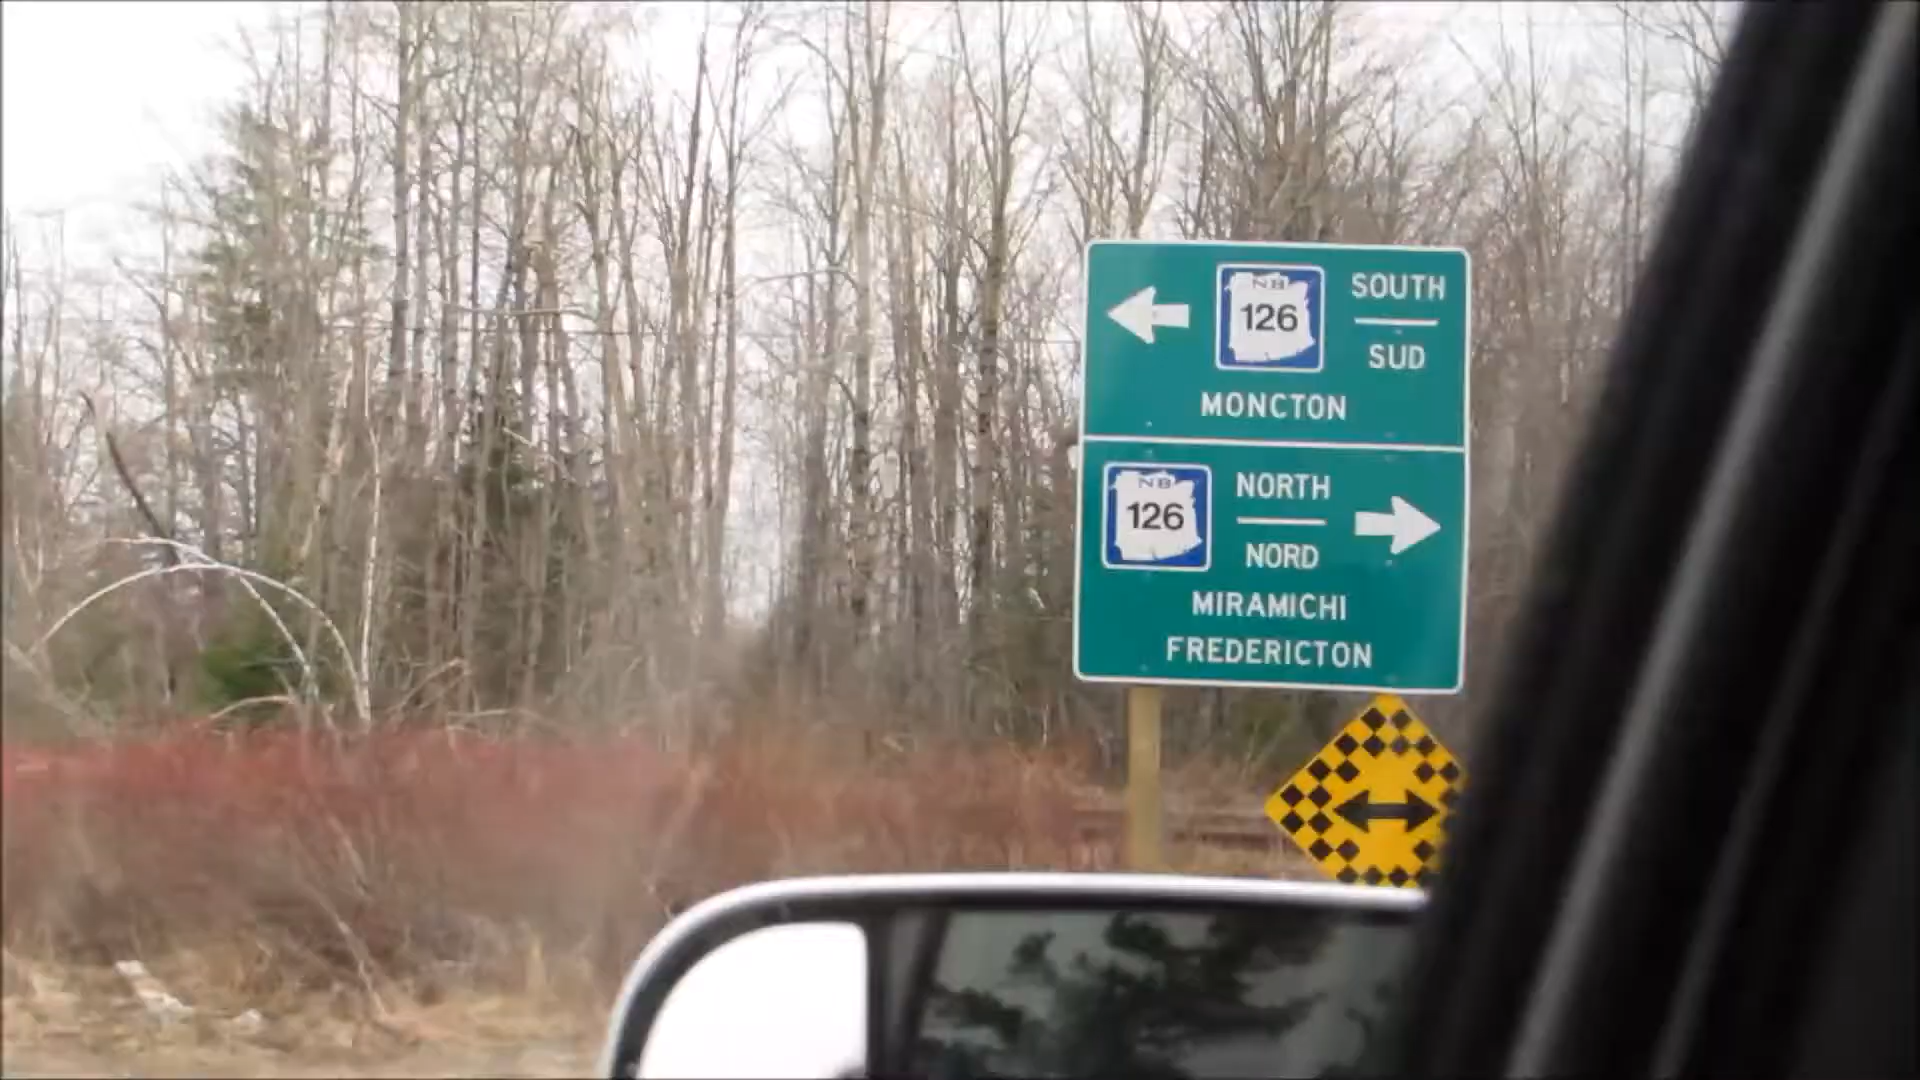 NB
126
SOUTH
SUD
MONCTON
NB
126
NORTH
NORD
MIRAMICHI
FREDERICTON